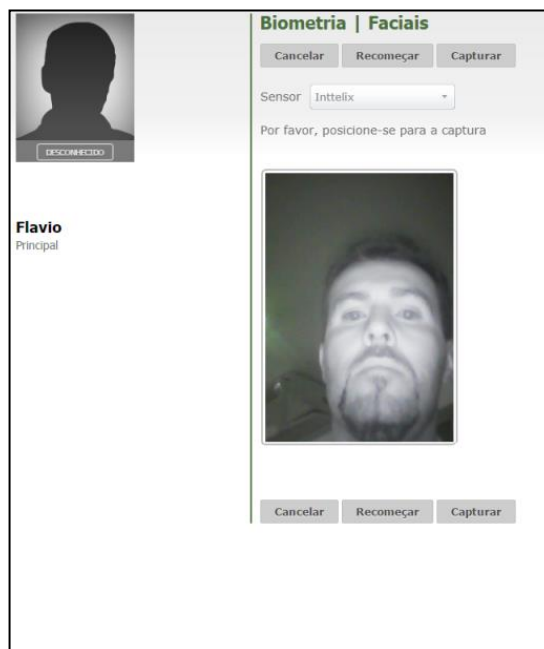 DESCONHECIDO
Flavio
Principal
Biometria | Faciais
Cancelar Recomeçar Capturar
Sensor Inttelix
Por favor, posicione-se para a captura
Cancelar Recomeçar Capturar